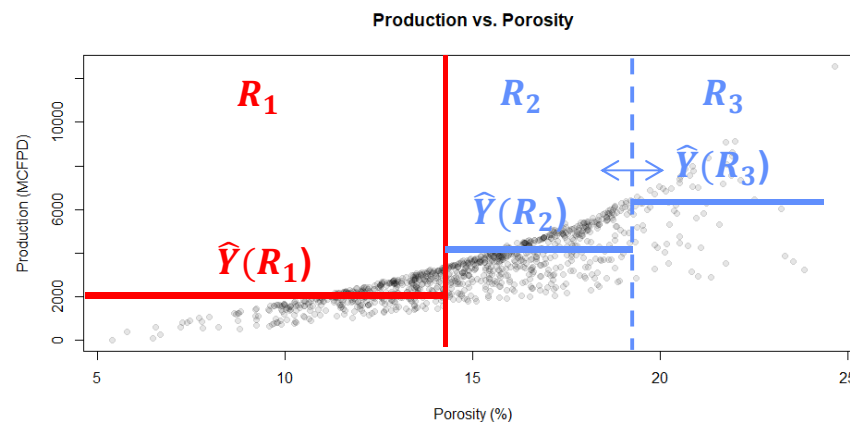 Production vs. Porosity
R₁
R₂
R₃
Ŷ(R₁)
Ŷ(R₂)
Ŷ(R₃)
Production (MCFPD)
10000
6000
2000
0
5
10
15
20
25
Porosity (%)